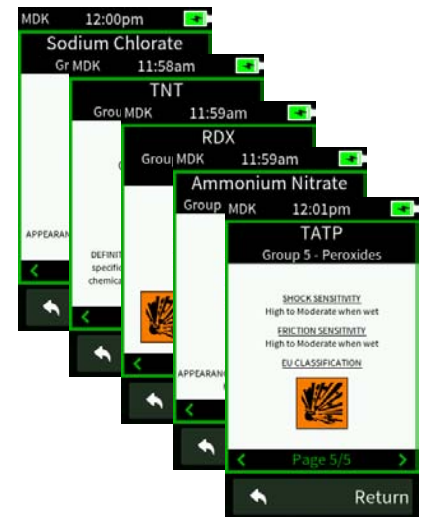 MDK 12:00pm
Sodium Chlorate
Gr
APPEARAN
<
MDK 11:58am
TNT
Grou
DEFINIT
specific
chemica
<
MDK 11:59am
RDX
Grou
<
MDK 11:59am
Ammonium Nitrate
Group
APPEARAN
<
MDK 12:01pm
TATP
Group 5 - Peroxides
SHOCK SENSITIVITY
High to Moderate when wet
FRICTION SENSITIVITY
High to Moderate when wet
EU CLASSIFICATION
< Page 5/5 >
Return